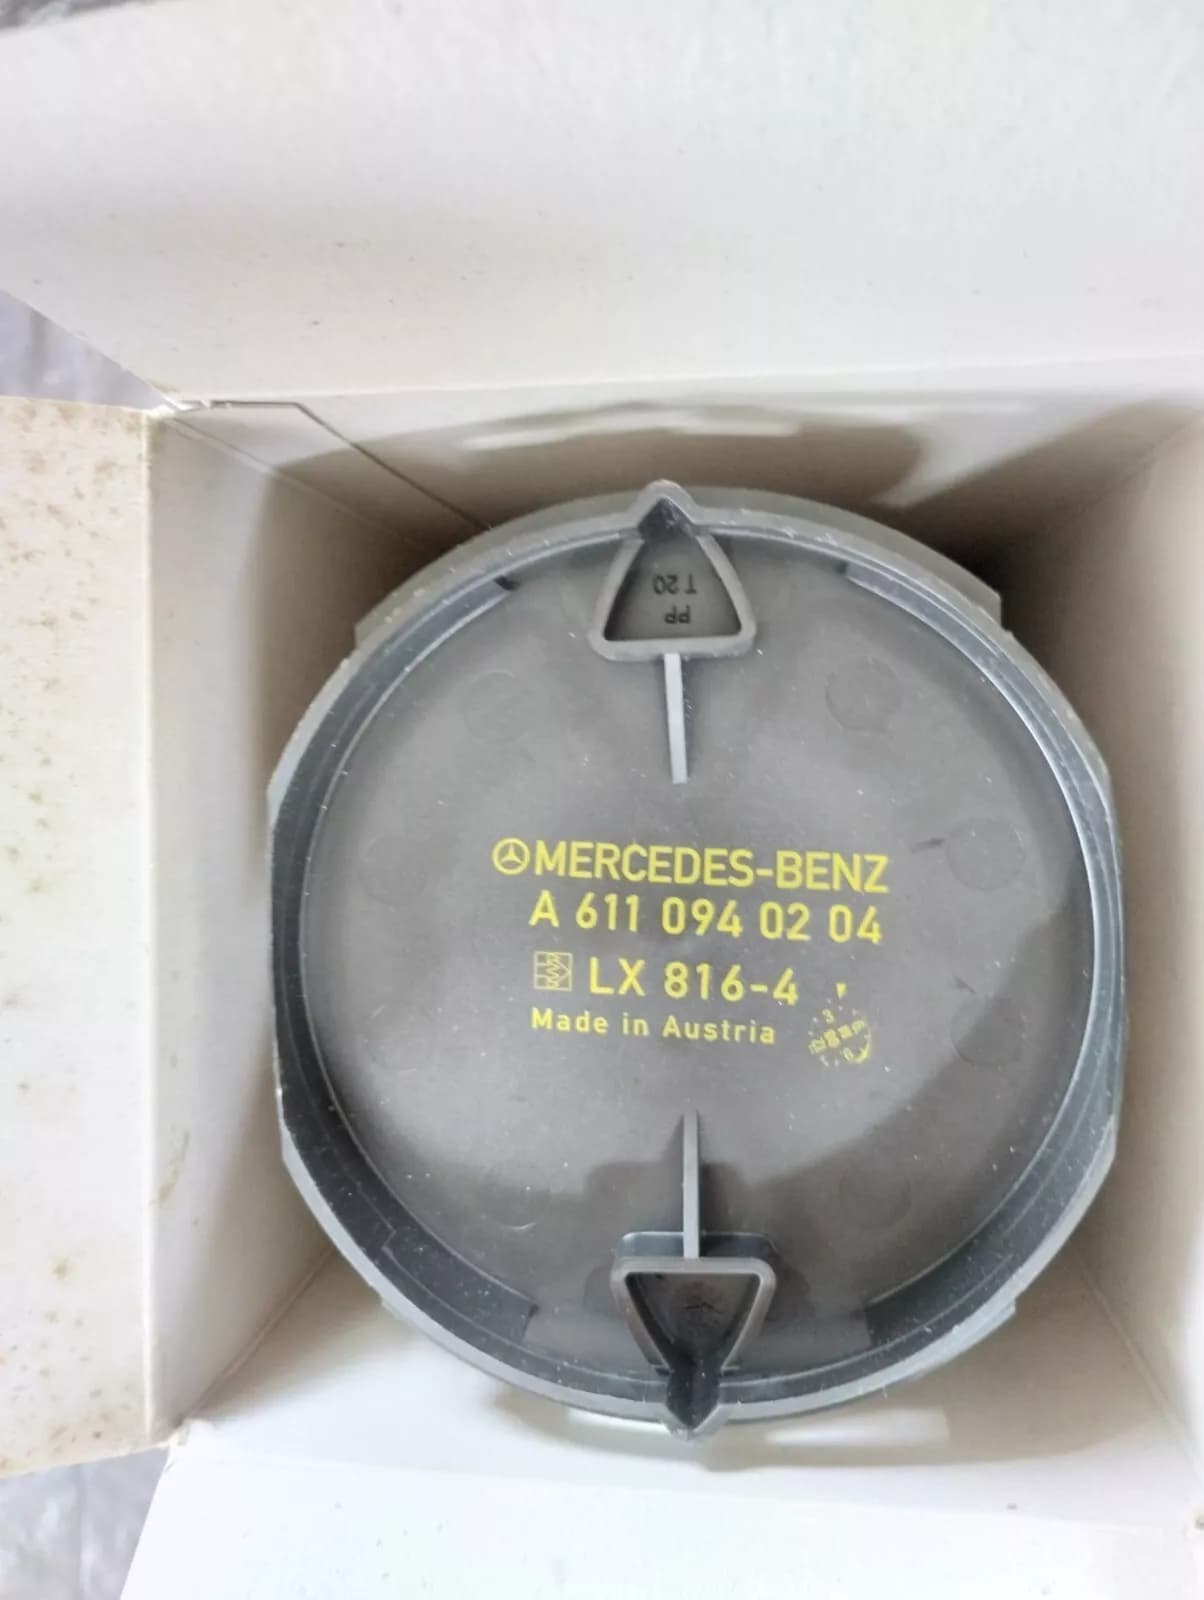 T 20
PP
MERCEDES-BENZ
A 611 094 02 04
LX 816-4
Made in Austria